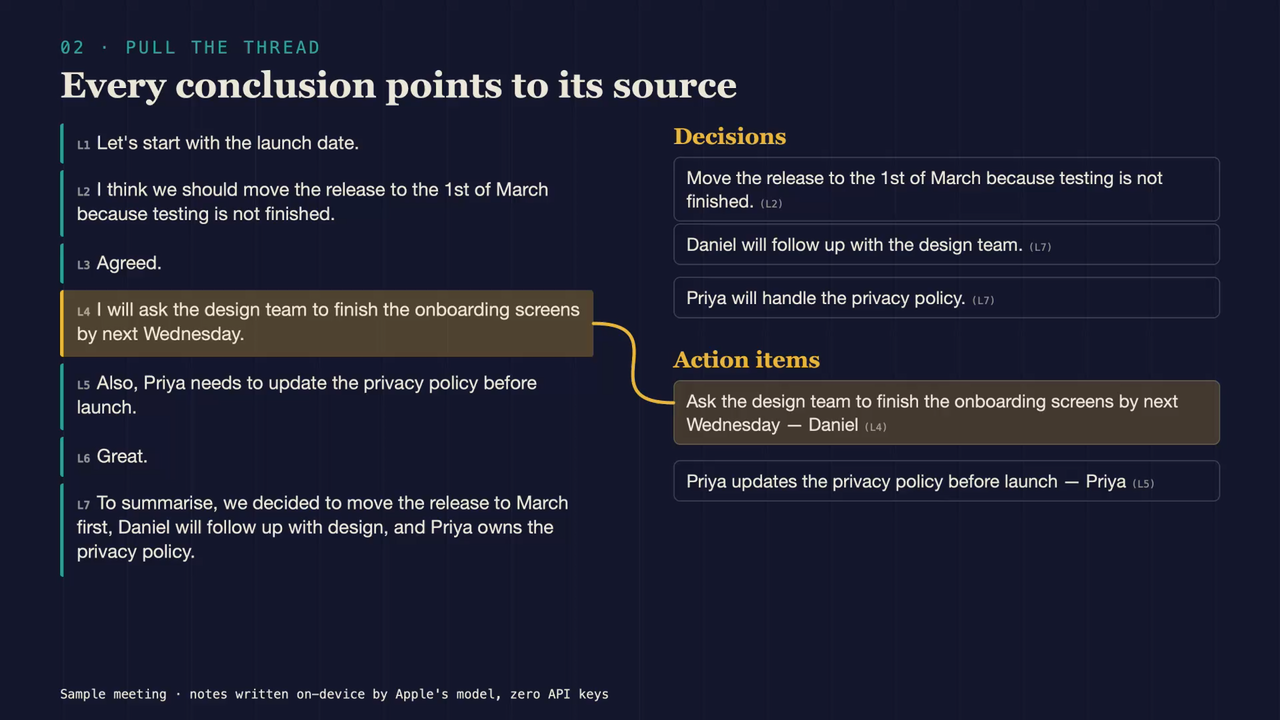 02 · PULL THE THREAD
Every conclusion points to its source
L1 Let's start with the launch date.
L2 I think we should move the release to the 1st of March
because testing is not finished.
L3 Agreed.
L4 I will ask the design team to finish the onboarding screens
by next Wednesday.
L5 Also, Priya needs to update the privacy policy before
launch.
L6 Great.
L7 To summarise, we decided to move the release to March
first, Daniel will follow up with design, and Priya owns the
privacy policy.
Decisions
Move the release to the 1st of March because testing is not
finished. (L2)
Daniel will follow up with the design team. (L7)
Priya will handle the privacy policy. (L7)
Action items
Ask the design team to finish the onboarding screens by next
Wednesday — Daniel (L4)
Priya updates the privacy policy before launch — Priya (L5)
Sample meeting · notes written on-device by Apple's model, zero API keys